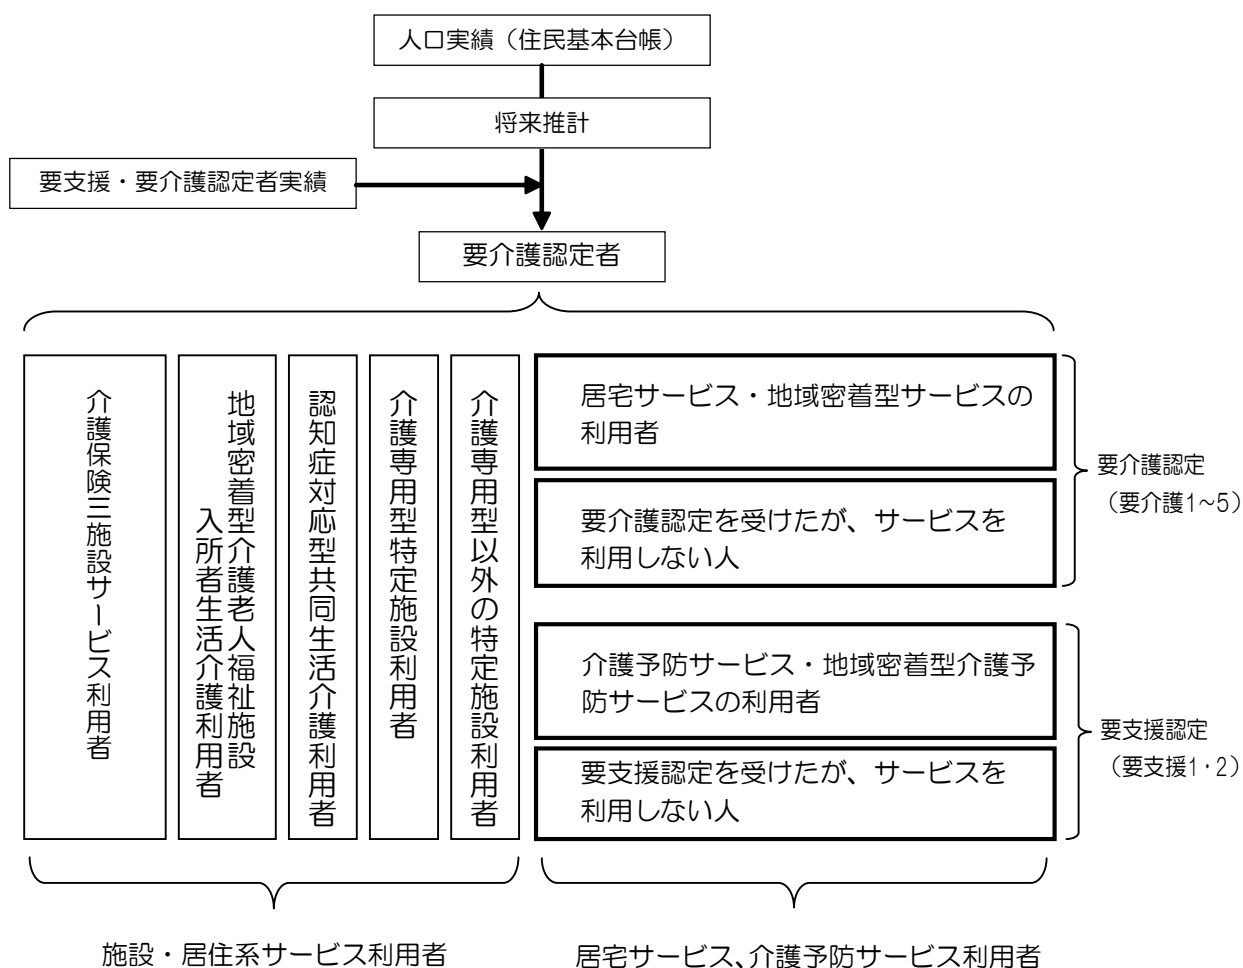 人口実績（住民基本台帳）
将来推計
要支援・要介護認定者実績
要介護認定者
介護保険三施設サービス利用者
地域密着型介護老人福祉施設
入所者生活介護利用者
認知症対応型共同生活介護利用者
介護専用型特定施設利用者
介護専用型以外の特定施設利用者
居宅サービス・地域密着型サービスの
利用者
要介護認定を受けたが、サービスを
利用しない人
要介護認定
（要介護1~5）
介護予防サービス・地域密着型介護予
防サービスの利用者
要支援認定を受けたが、サービスを
利用しない人
要支援認定
（要支援1・2）
施設・居住系サービス利用者
居宅サービス、介護予防サービス利用者